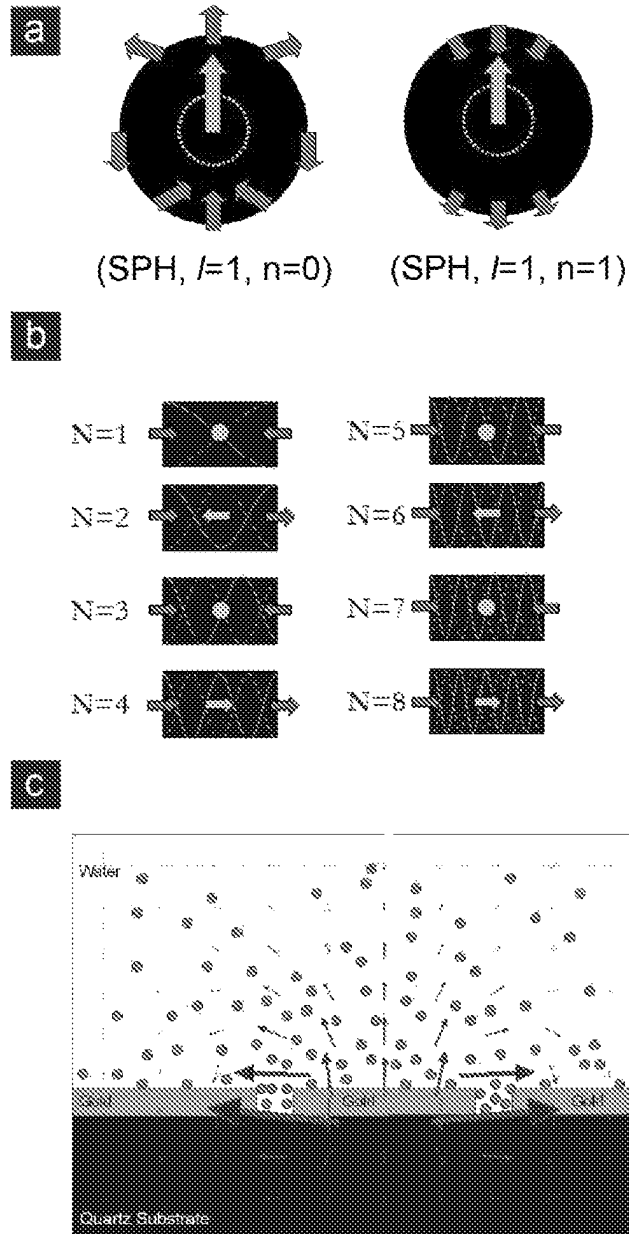 a
(SPH, l=1, n=0) (SPH, l=1, n=1)
b
N=1 N=5
N=2 N=6
N=3 N=7
N=4 N=8
c
Water
Gold Gold Gold
Quartz Substrate